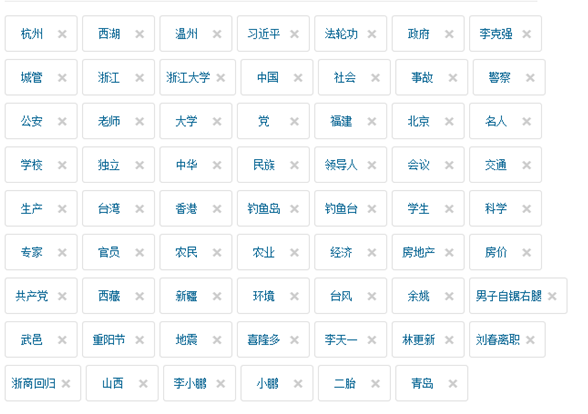 杭州 西湖 温州 习近平 法轮功 政府 李克强
城管 浙江 浙江大学 中国 社会 事故 警察
公安 老师 大学 党 福建 北京 名人
学校 独立 中华 民族 领导人 会议 交通
生产 台湾 香港 钓鱼岛 钓鱼台 学生 科学
专家 官员 农民 农业 经济 房地产 房价
共产党 西藏 新疆 环境 台风 余姚 男子自锯右腿
武邑 重阳节 地震 喜隆多 李天一 林更新 刘春离职
浙商回归 山西 李小鹏 小鹏 二胎 青岛